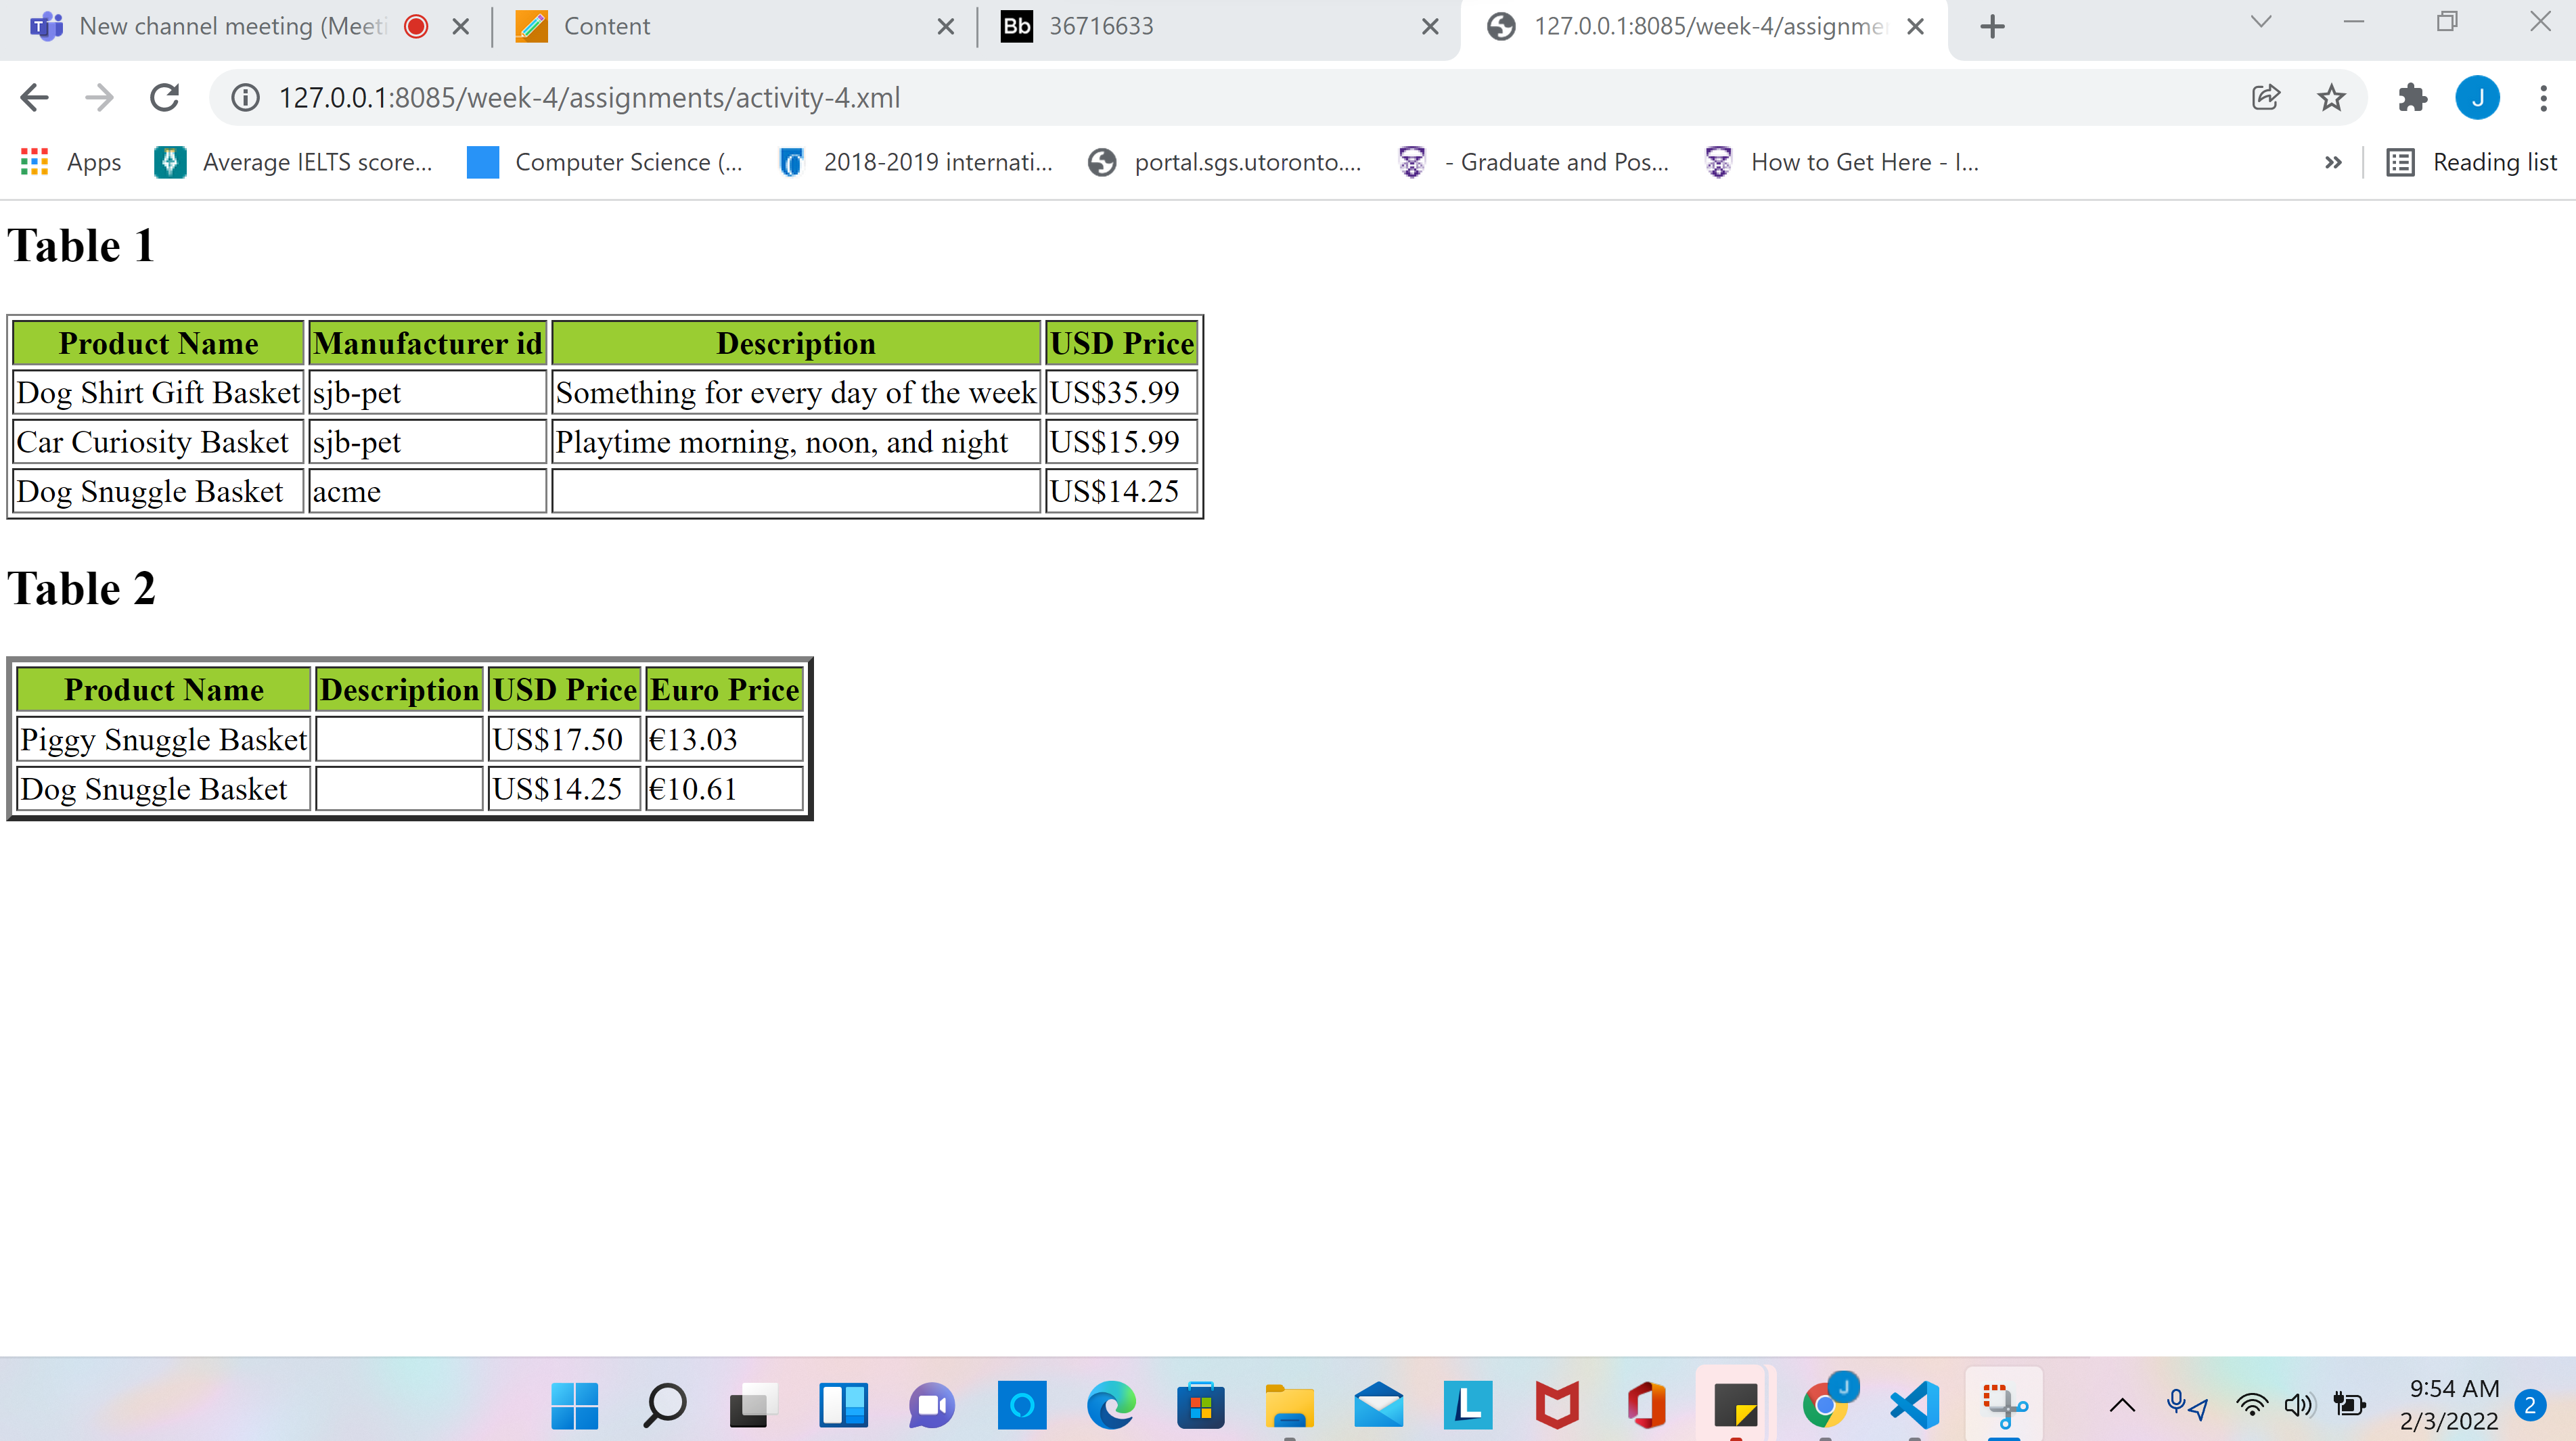 New channel meeting (Meeti
Content
Bb 36716633
127.0.0.1:8085/week-4/assignme
127.0.0.1:8085/week-4/assignments/activity-4.xml
J
Apps Average IELTS score... Computer Science (... 2018-2019 internati... portal.sgs.utoronto.... - Graduate and Pos... How to Get Here - I... » Reading list
Table 1
Product Name Manufacturer id Description USD Price
Dog Shirt Gift Basket sjb-pet Something for every day of the week US$35.99
Car Curiosity Basket sjb-pet Playtime morning, noon, and night US$15.99
Dog Snuggle Basket acme US$14.25
Table 2
Product Name Description USD Price Euro Price
Piggy Snuggle Basket US$17.50 €13.03
Dog Snuggle Basket US$14.25 €10.61
L
J
9:54 AM
2/3/2022
2